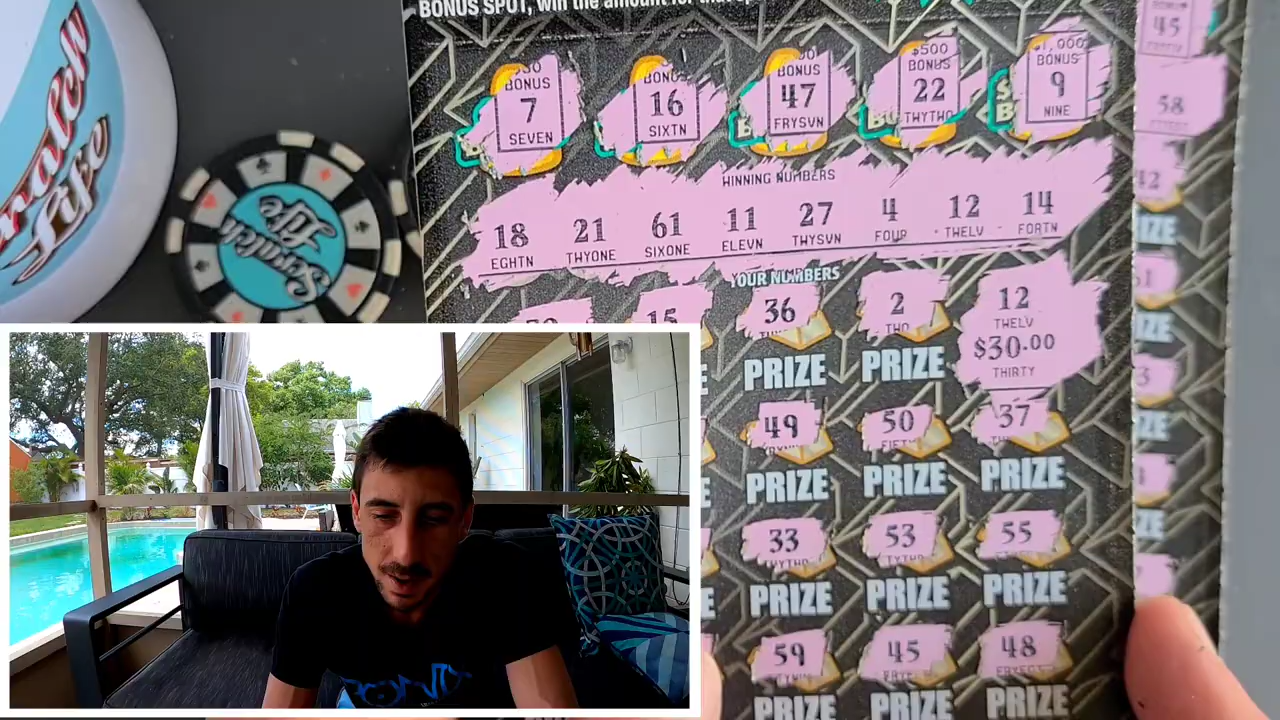 BONUS SPOT, win the amount for that
BONUS
7
SEVEN
BONUS
16
SIXTN
BONUS
47
FRYSVN
$500
BONUS
22
TWYTWO
$1,000
BONUS
9
NINE
WINNING NUMBERS
18 21 61 11 27 4 12 14
EGHTN TWYONE SIXONE ELEVN TWYSVN FOUR TWELV FORTN
YOUR NUMBERS
15 36 2 12
TWO TWELV
$30.00
THIRTY
PRIZE PRIZE
49 50 37
PRIZE PRIZE PRIZE
33 53 55
PRIZE PRIZE PRIZE
59 45 48
PRIZE PRIZE PRIZE
45
58
Scratch
Life
Life